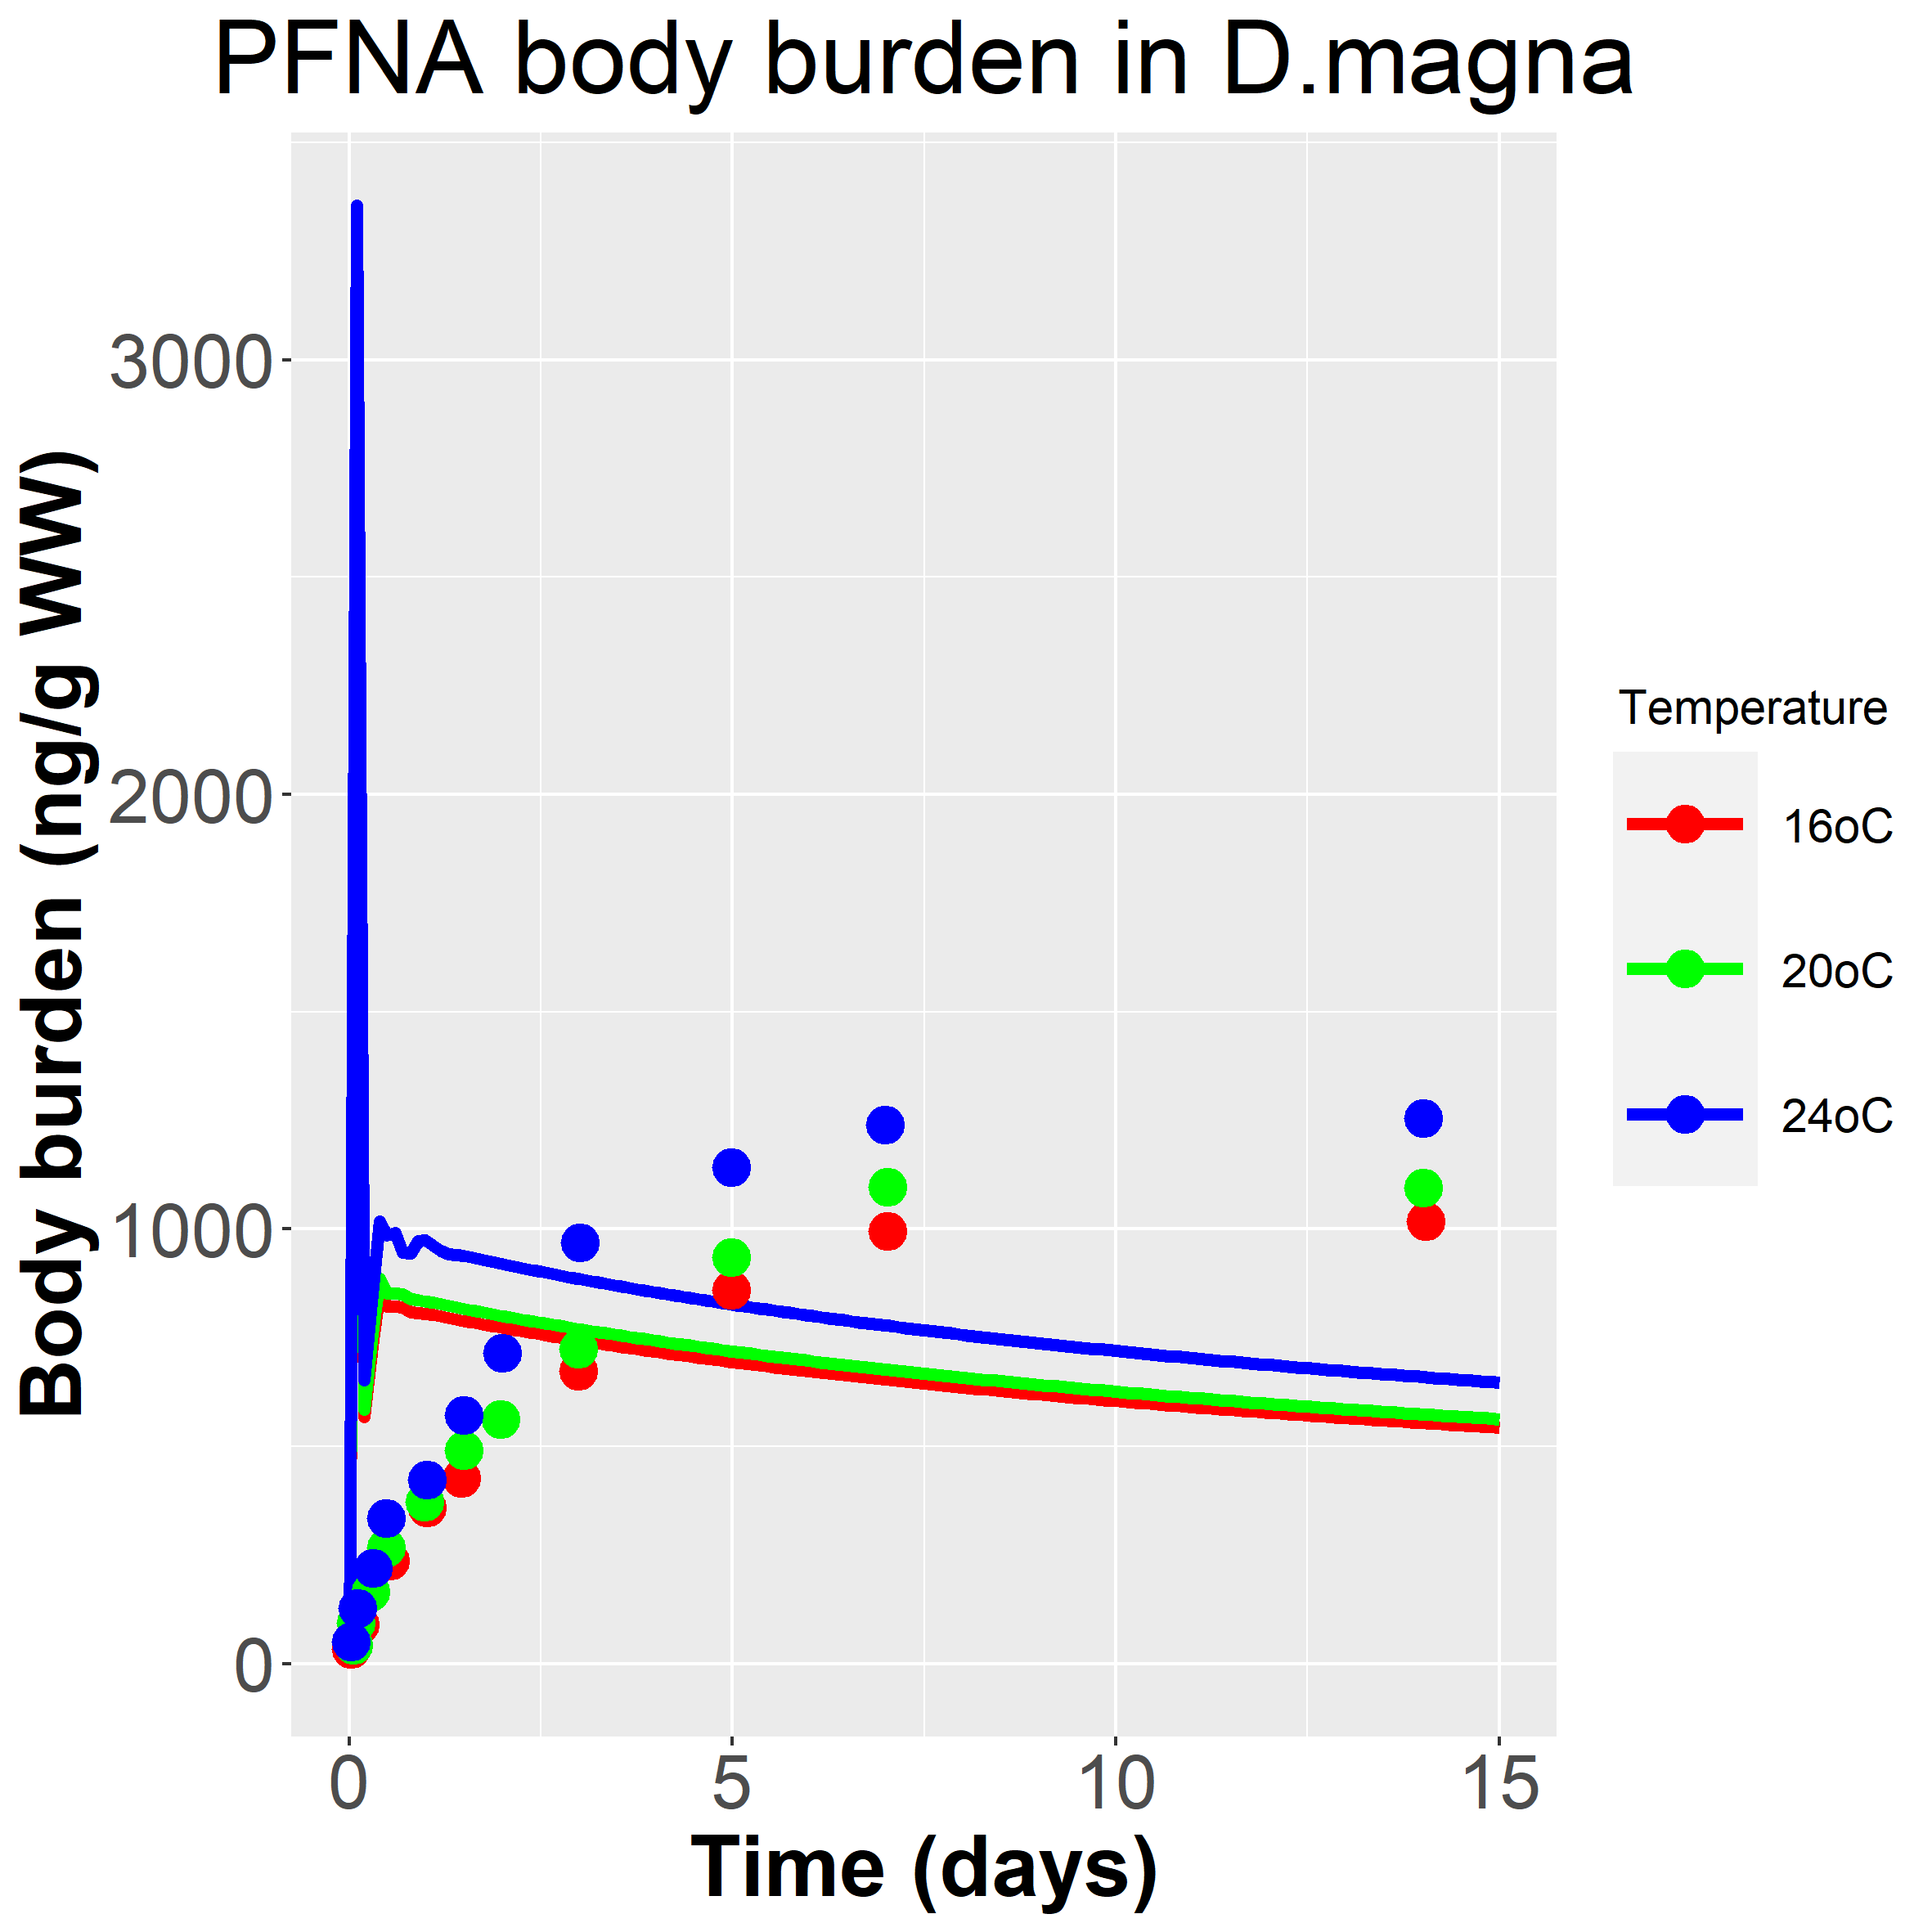 PFNA body burden in D.magna
Body burden (ng/g WW)
3000
2000
1000
0
0
5
10
15
Time (days)
Temperature
16oC
20oC
24oC